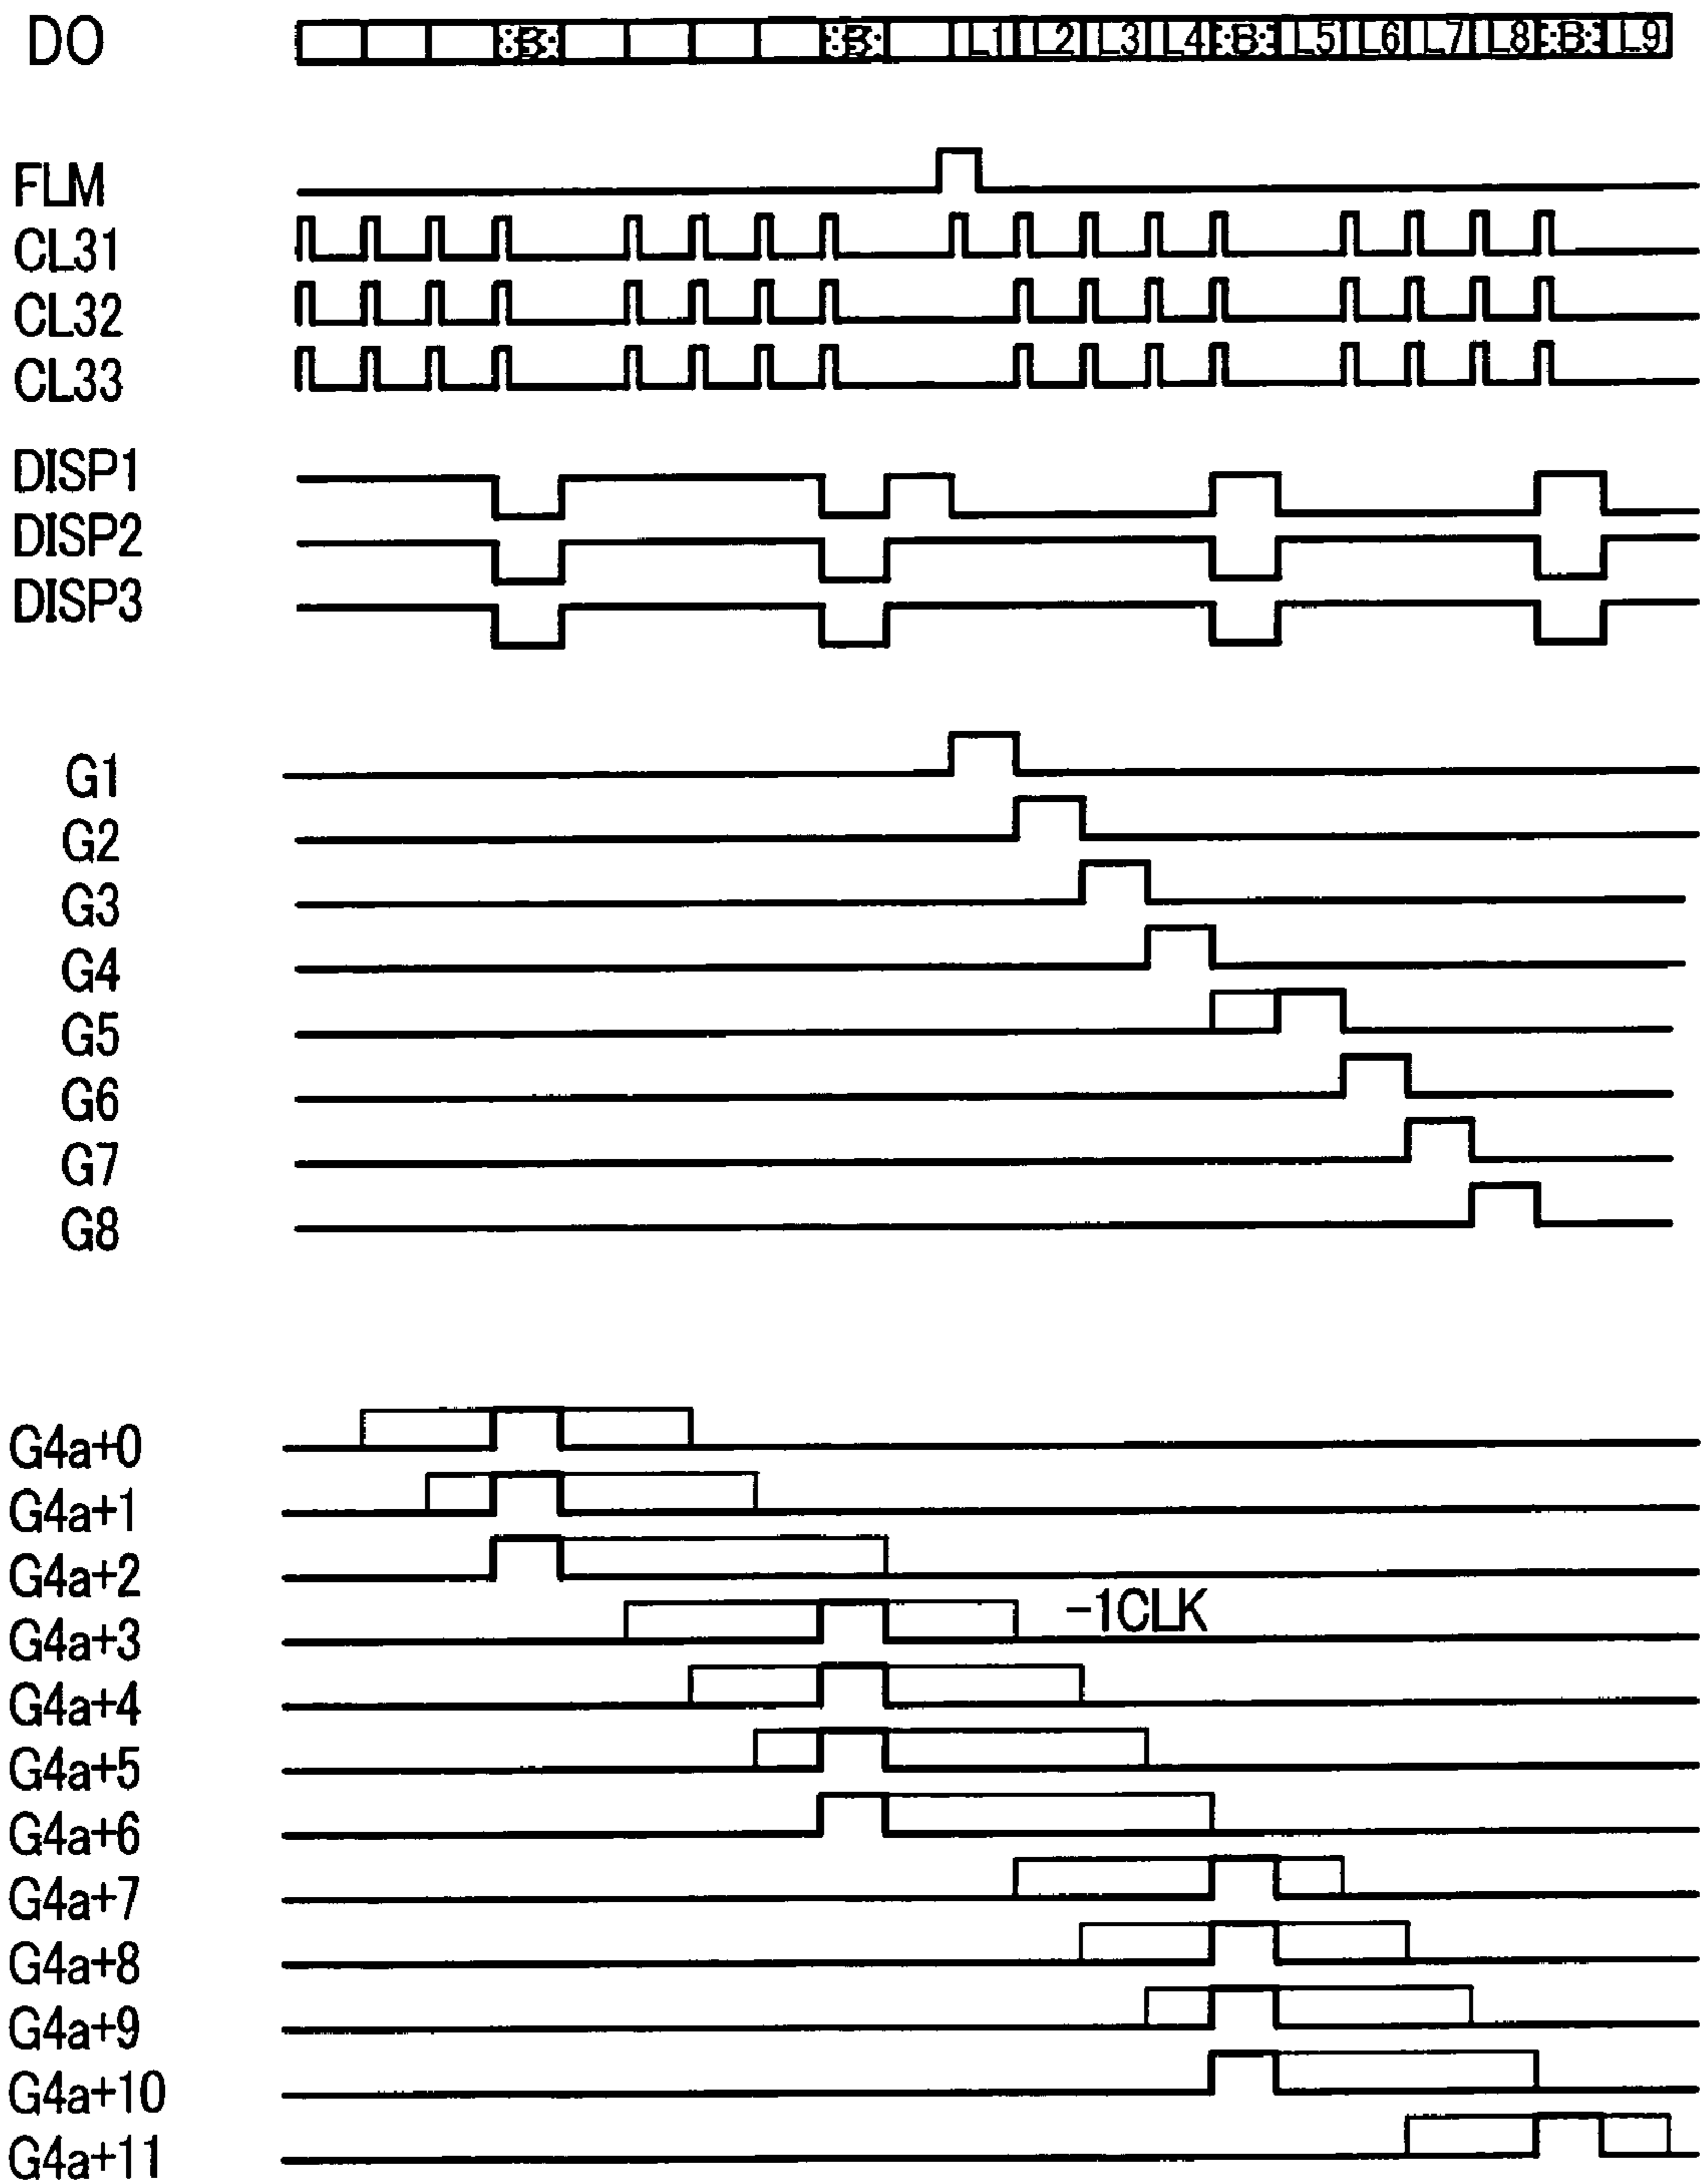 DO B B L1 L2 L3 L4 B L5 L6 L7 L8 B L9
FLM
CL31
CL32
CL33
DISP1
DISP2
DISP3
G1
G2
G3
G4
G5
G6
G7
G8
G4a+0
G4a+1
G4a+2
G4a+3 -1CLK
G4a+4
G4a+5
G4a+6
G4a+7
G4a+8
G4a+9
G4a+10
G4a+11